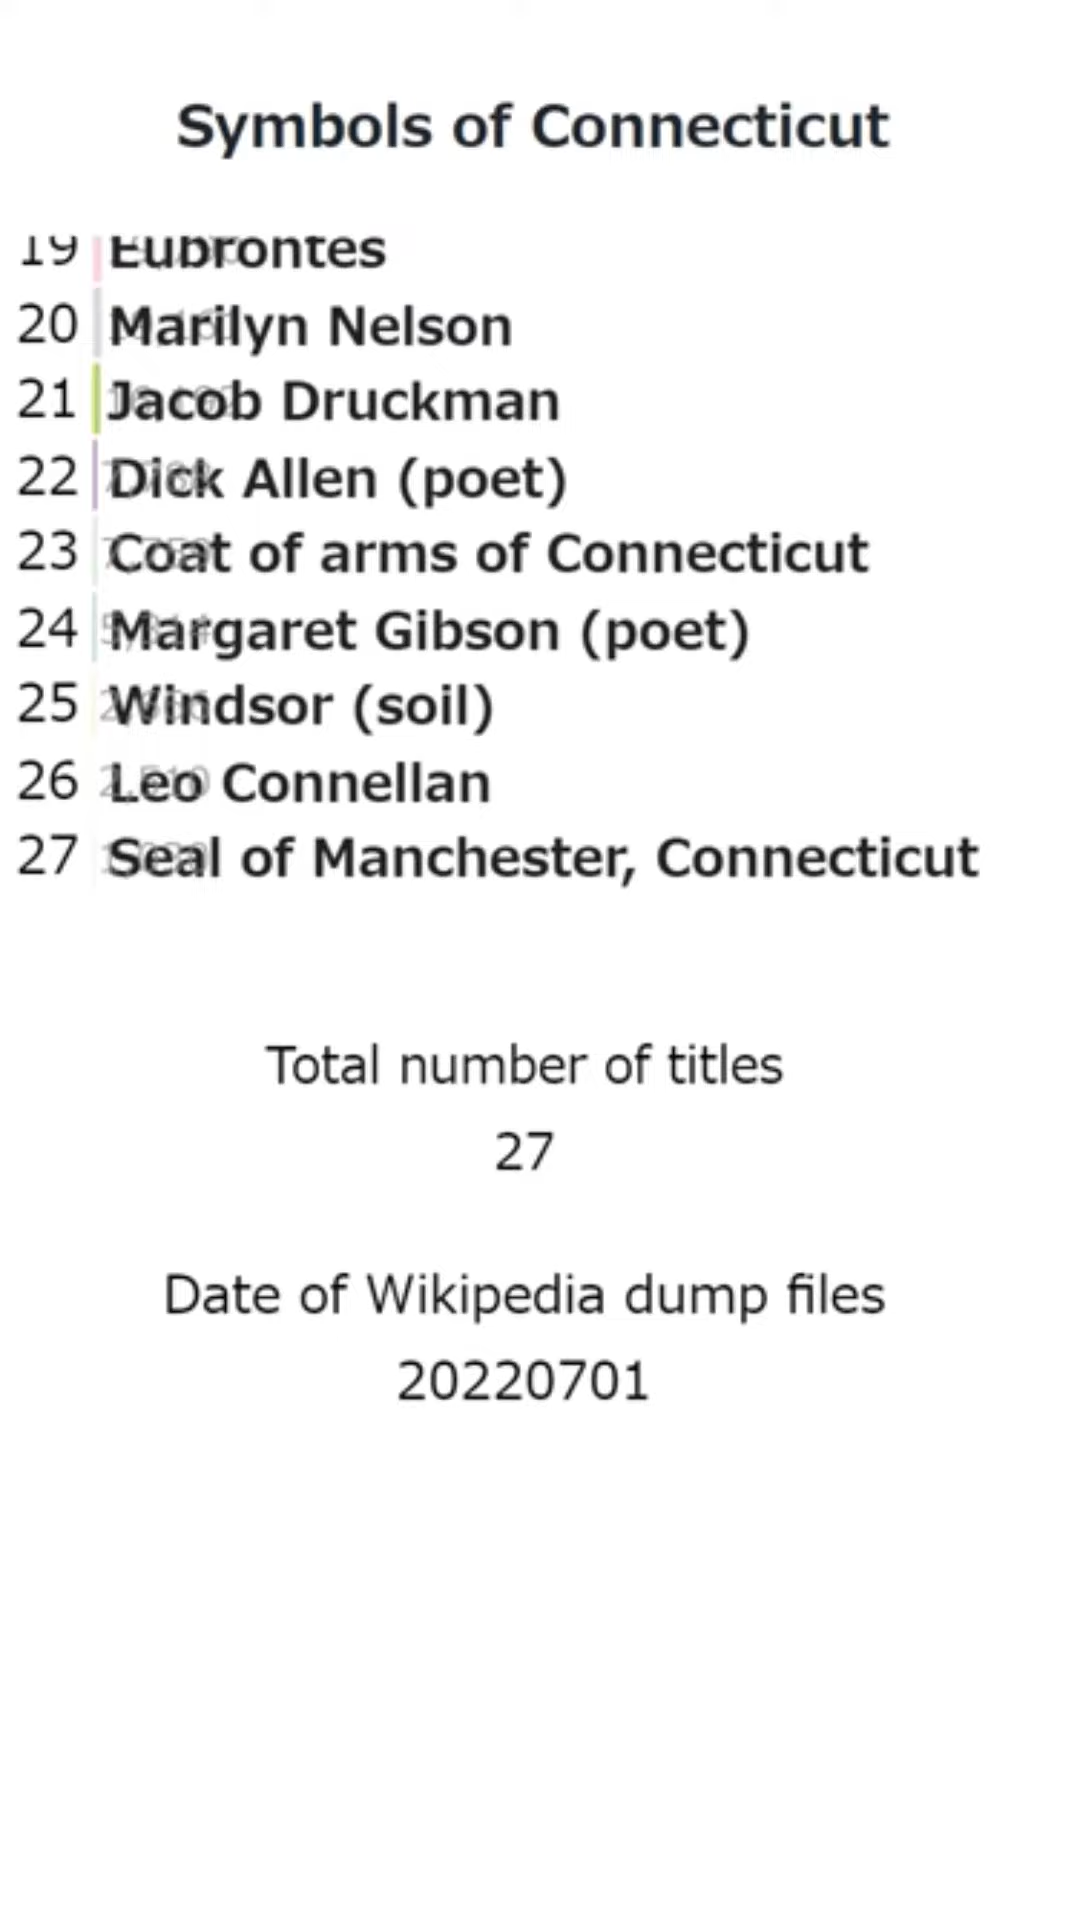 Symbols of Connecticut
19 Eubrontes
20 Marilyn Nelson
21 Jacob Druckman
22 Dick Allen (poet)
23 Coat of arms of Connecticut
24 Margaret Gibson (poet)
25 Windsor (soil)
26 Leo Connellan
27 Seal of Manchester, Connecticut
Total number of titles
27
Date of Wikipedia dump files
20220701